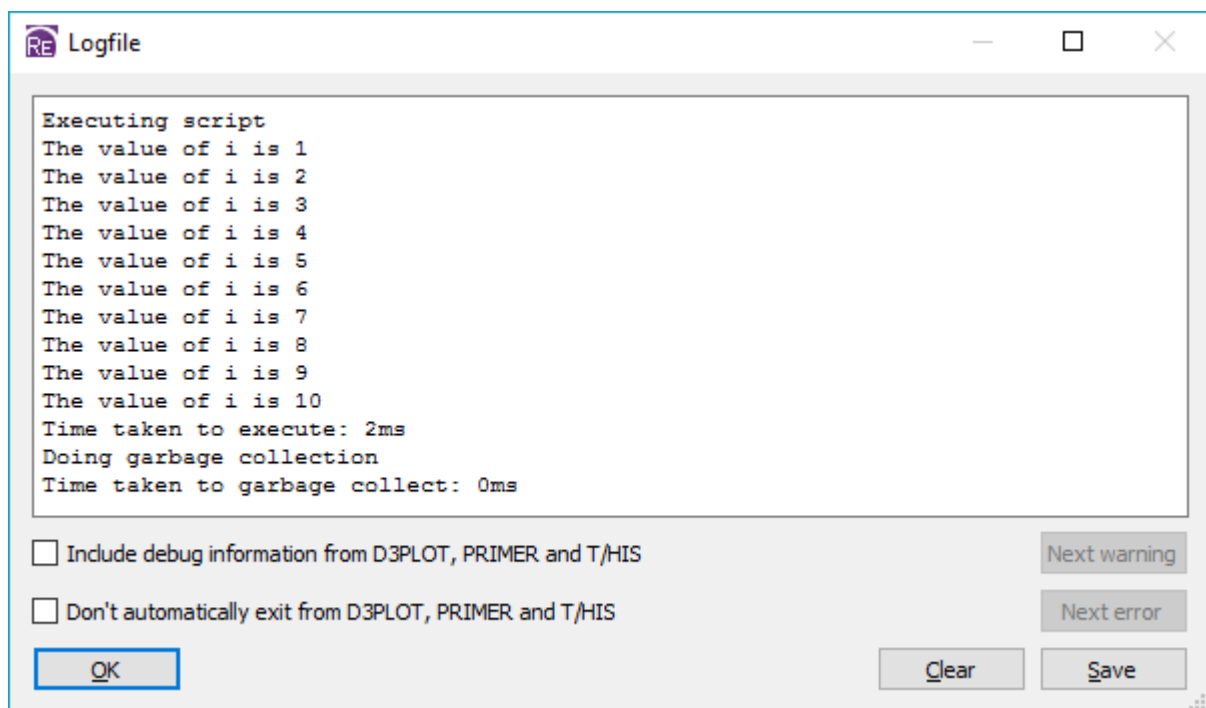 RE Logfile
Executing script
The value of i is 1
The value of i is 2
The value of i is 3
The value of i is 4
The value of i is 5
The value of i is 6
The value of i is 7
The value of i is 8
The value of i is 9
The value of i is 10
Time taken to execute: 2ms
Doing garbage collection
Time taken to garbage collect: 0ms
Include debug information from D3PLOT, PRIMER and T/HIS
Next warning
Don't automatically exit from D3PLOT, PRIMER and T/HIS
Next error
OK
Clear
Save